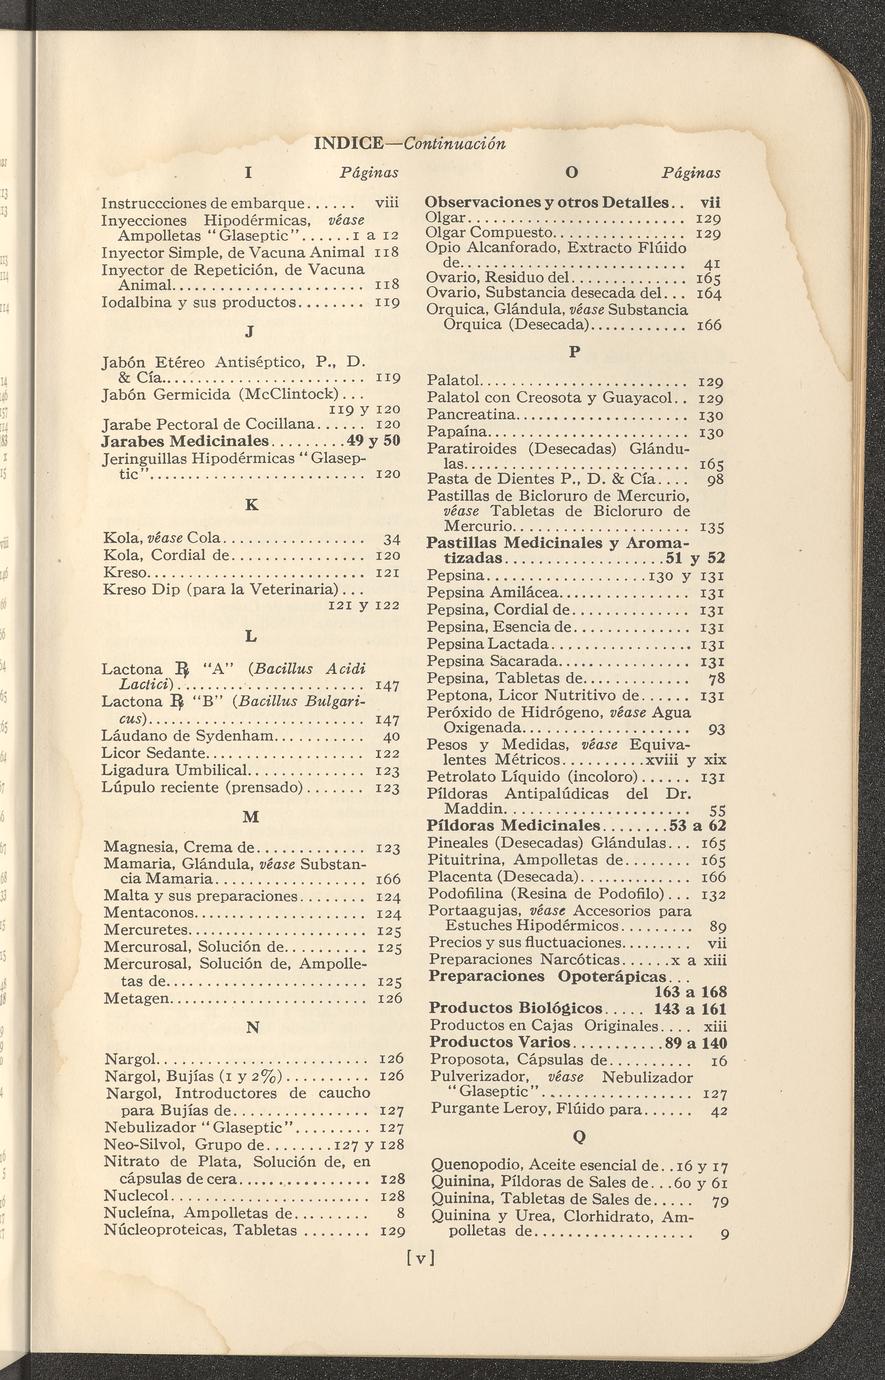 INDICE—Continuación
I Páginas
Instruccciones de embarque...... viii
Inyecciones Hipodérmicas, véase
Ampolletas "Glaseptic"......1 a 12
Inyector Simple, de Vacuna Animal 118
Inyector de Repetición, de Vacuna
Animal...................... 118
Iodalbina y sus productos........ 119
J
Jabón Etéreo Antiséptico, P., D.
& Cía........................ 119
Jabón Germicida (McClintock)...
119 y 120
Jarabe Pectoral de Cocillana...... 120
Jarabes Medicinales.........49 y 50
Jeringuillas Hipodérmicas "Glasep-
tic"......................... 120
K
Kola, véase Cola................. 34
Kola, Cordial de................ 120
Kreso.......................... 121
Kreso Dip (para la Veterinaria)...
121 y 122
L
Lactona ℞ "A" (Bacillus Acidi
Lactici)...................... 147
Lactona ℞ "B" (Bacillus Bulgari-
cus)......................... 147
Láudano de Sydenham........... 40
Licor Sedante................... 122
Ligadura Umbilical.............. 123
Lúpulo reciente (prensado)....... 123
M
Magnesia, Crema de............. 123
Mamaria, Glándula, véase Substan-
cia Mamaria.................. 166
Malta y sus preparaciones........ 124
Mentaconos.................... 124
Mercuretes..................... 125
Mercurosal, Solución de.......... 125
Mercurosal, Solución de, Ampolle-
tas de....................... 125
Metagen....................... 126
N
Nargol........................ 126
Nargol, Bujías (1 y 2%).......... 126
Nargol, Introductores de caucho
para Bujías de................ 127
Nebulizador "Glaseptic"......... 127
Neo-Silvol, Grupo de........127 y 128
Nitrato de Plata, Solución de, en
cápsulas de cera................ 128
Nuclecol....................... 128
Nucleína, Ampolletas de......... 8
Núcleoproteicas, Tabletas ........ 129
O Páginas
Observaciones y otros Detalles.. vii
Olgar......................... 129
Olgar Compuesto................ 129
Opio Alcanforado, Extracto Flúido
de.......................... 41
Ovario, Residuo del............. 165
Ovario, Substancia desecada del... 164
Orquica, Glándula, véase Substancia
Orquica (Desecada)........... 166
P
Palatol........................ 129
Palatol con Creosota y Guayacol.. 129
Pancreatina.................... 130
Papaína....................... 130
Paratiroides (Desecadas) Glándu-
las.......................... 165
Pasta de Dientes P., D. & Cía.... 98
Pastillas de Bicloruro de Mercurio,
véase Tabletas de Bicloruro de
Mercurio..................... 135
Pastillas Medicinales y Aroma-
tizadas...................51 y 52
Pepsina...................130 y 131
Pepsina Amilácea............... 131
Pepsina, Cordial de............. 131
Pepsina, Esencia de............. 131
Pepsina Lactada................ 131
Pepsina Sacarada............... 131
Pepsina, Tabletas de............ 78
Peptona, Licor Nutritivo de...... 131
Peróxido de Hidrógeno, véase Agua
Oxigenada.................... 93
Pesos y Medidas, véase Equiva-
lentes Métricos..........xviii y xix
Petrolato Líquido (incoloro)...... 131
Píldoras Antipalúdicas del Dr.
Maddin...................... 55
Píldoras Medicinales........53 a 62
Pineales (Desecadas) Glándulas... 165
Pituitrina, Ampolletas de........ 165
Placenta (Desecada)............. 166
Podofilina (Resina de Podofilo)... 132
Portaagujas, véase Accesorios para
Estuches Hipodérmicos......... 89
Precios y sus fluctuaciones......... vii
Preparaciones Narcóticas......x a xiii
Preparaciones Opoterápicas...
163 a 168
Productos Biológicos..... 143 a 161
Productos en Cajas Originales.... xiii
Productos Varios...........89 a 140
Proposota, Cápsulas de.......... 16
Pulverizador, véase Nebulizador
"Glaseptic".................. 127
Purgante Leroy, Flúido para...... 42
Q
Quenopodio, Aceite esencial de..16 y 17
Quinina, Píldoras de Sales de...60 y 61
Quinina, Tabletas de Sales de..... 79
Quinina y Urea, Clorhidrato, Am-
polletas de.................. 9
[v]